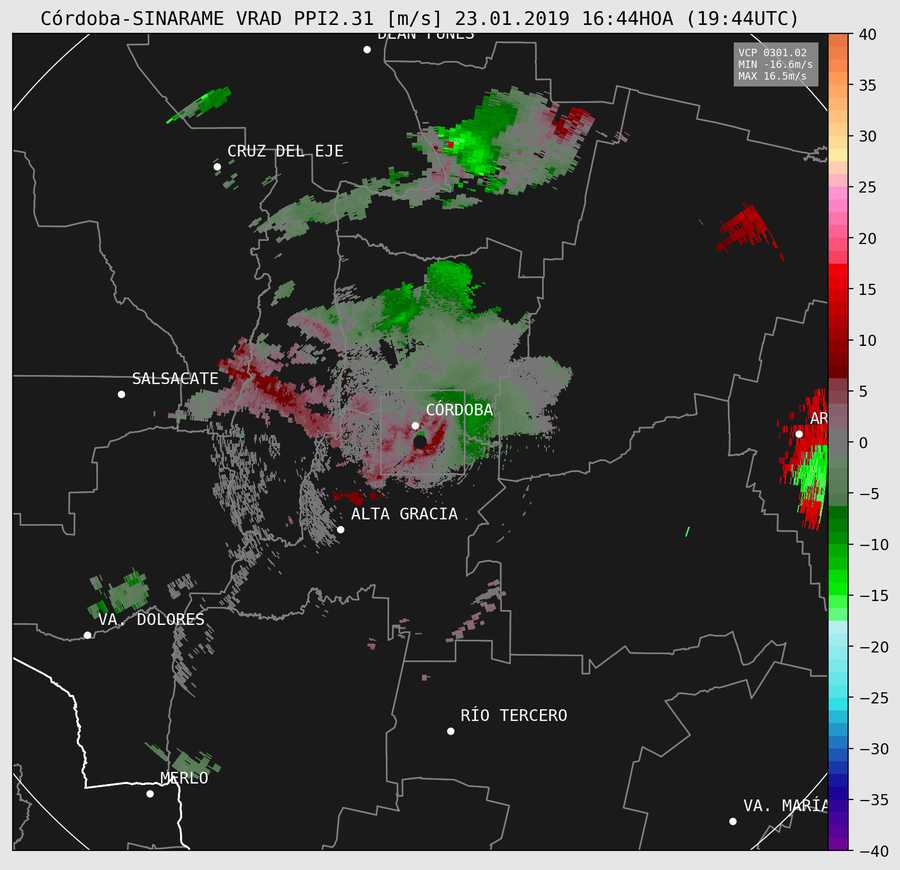 Córdoba-SINARAME VRAD PPI2.31 [m/s] 23.01.2019 16:44HOA (19:44UTC)
DEÁN FUNES
VCP 0301.02
MIN -16.6m/s
MAX 16.5m/s
CRUZ DEL EJE
SALSACATE
CÓRDOBA
AR
ALTA GRACIA
VA. DOLORES
RÍO TERCERO
MERLO
VA. MARÍA
40
35
30
25
20
15
10
5
0
−5
−10
−15
−20
−25
−30
−35
−40